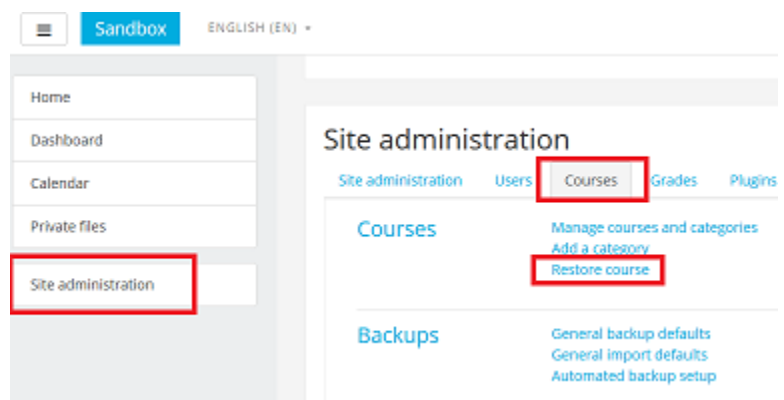 Sandbox ENGLISH (EN)
Home
Dashboard
Calendar
Private files
Site administration
Site administration
Site administration Users Courses Grades Plugins
Courses
Manage courses and categories
Add a category
Restore course
Backups
General backup defaults
General import defaults
Automated backup setup